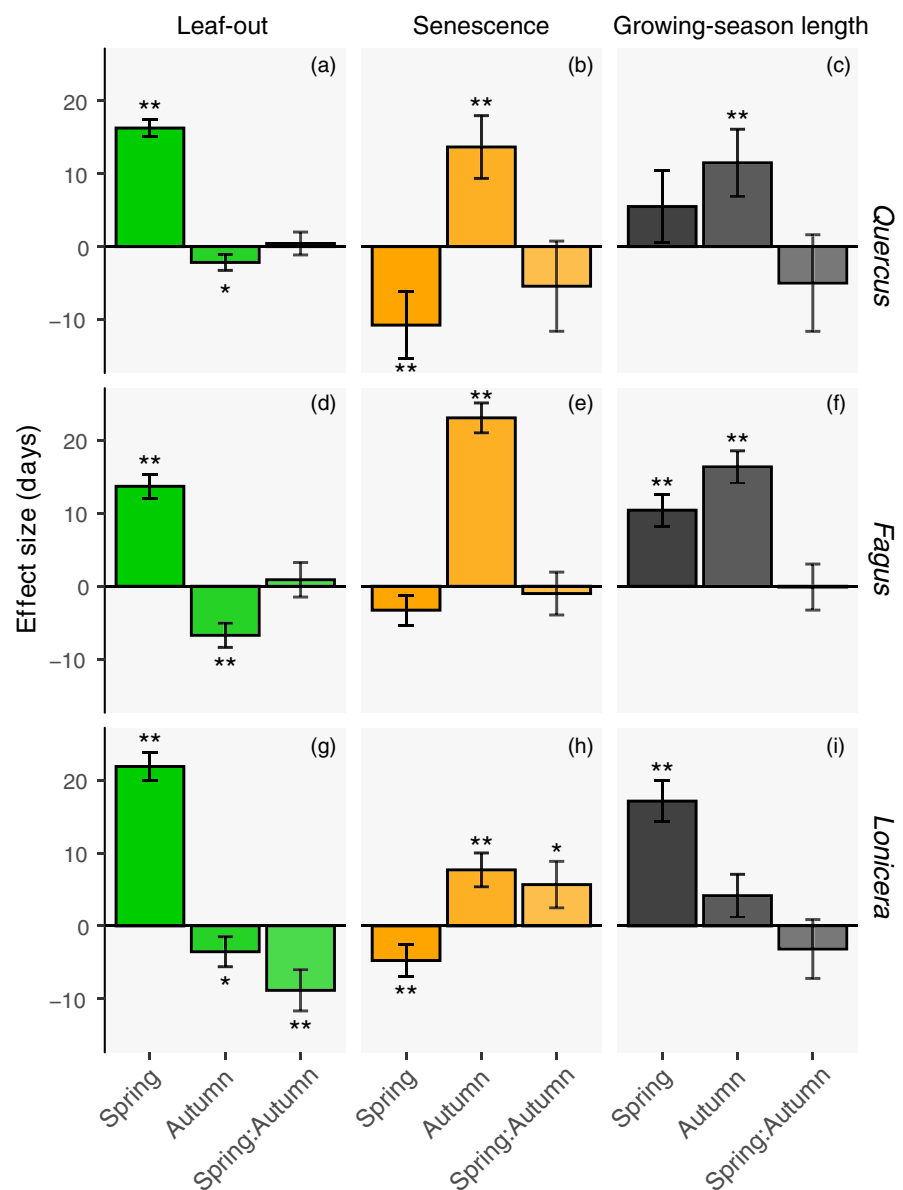 Leaf-out
Senescence
Growing-season length
(a)
(b)
(c)
20
10
0
−10
**
*
**
**
**
Quercus
(d)
(e)
(f)
20
10
0
−10
**
**
**
**
**
Fagus
Effect size (days)
(g)
(h)
(i)
20
10
0
−10
**
*
**
**
**
*
**
Lonicera
Spring
Autumn
Spring:Autumn
Spring
Autumn
Spring:Autumn
Spring
Autumn
Spring:Autumn